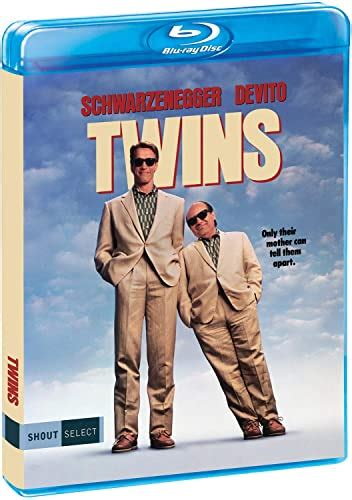 Blu-ray Disc
SCHWARZENEGGER DEVITO
TWINS
Only their
mother can
tell them
apart.
TWINS
SHOUT SELECT